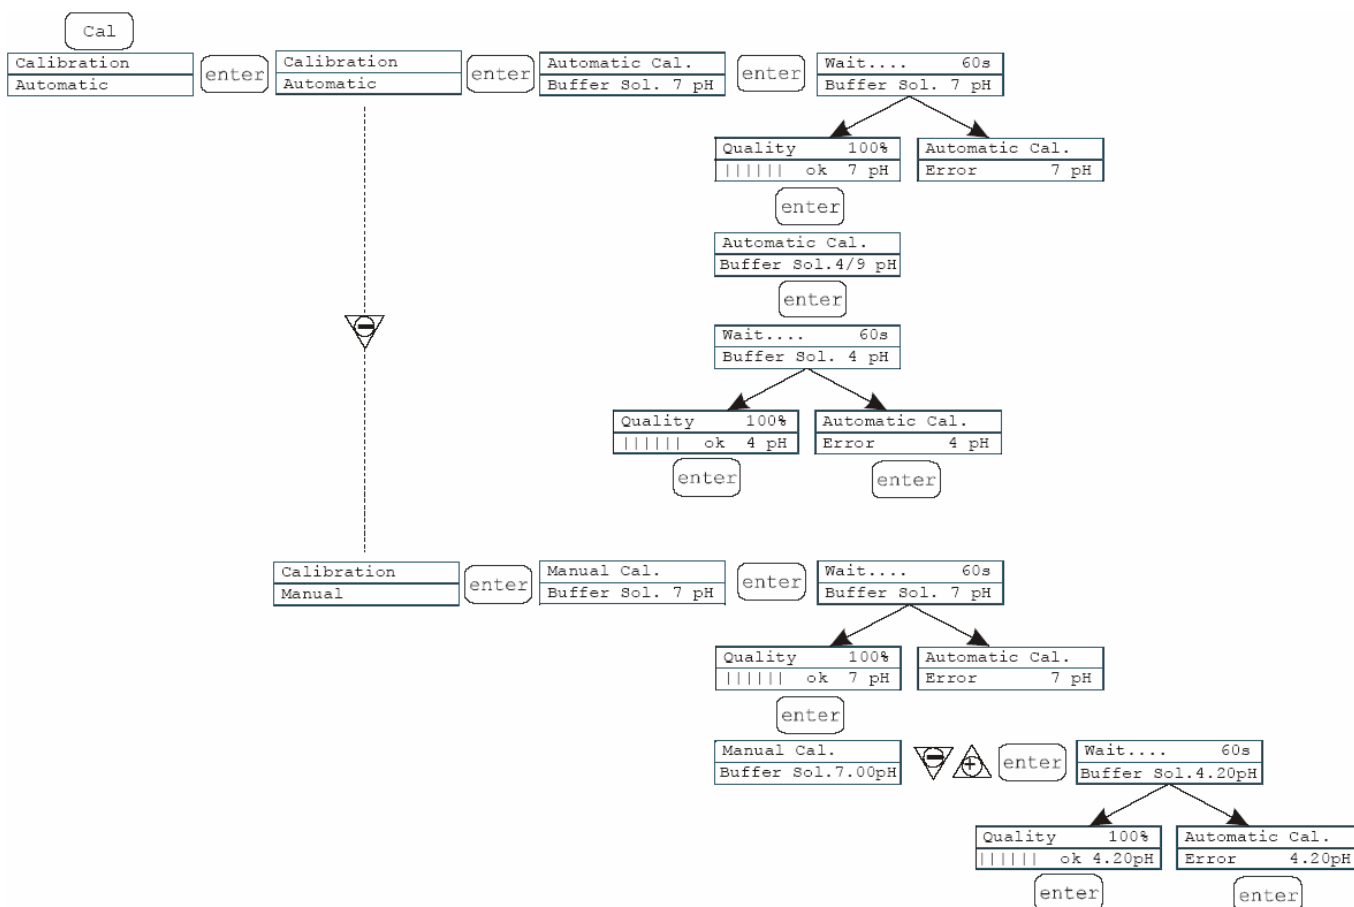 Cal
Calibration
Automatic
enter
Calibration
Automatic
enter
Automatic Cal.
Buffer Sol. 7 pH
enter
Wait.... 60s
Buffer Sol. 7 pH
Quality 100%
|||||| ok 7 pH
Automatic Cal.
Error 7 pH
enter
Automatic Cal.
Buffer Sol.4/9 pH
enter
Wait.... 60s
Buffer Sol. 4 pH
Quality 100%
|||||| ok 4 pH
Automatic Cal.
Error 4 pH
enter
enter
Calibration
Manual
enter
Manual Cal.
Buffer Sol. 7 pH
enter
Wait.... 60s
Buffer Sol. 7 pH
Quality 100%
|||||| ok 7 pH
Automatic Cal.
Error 7 pH
enter
Manual Cal.
Buffer Sol.7.00pH
enter
Wait.... 60s
Buffer Sol.4.20pH
Quality 100%
|||||| ok 4.20pH
Automatic Cal.
Error 4.20pH
enter
enter